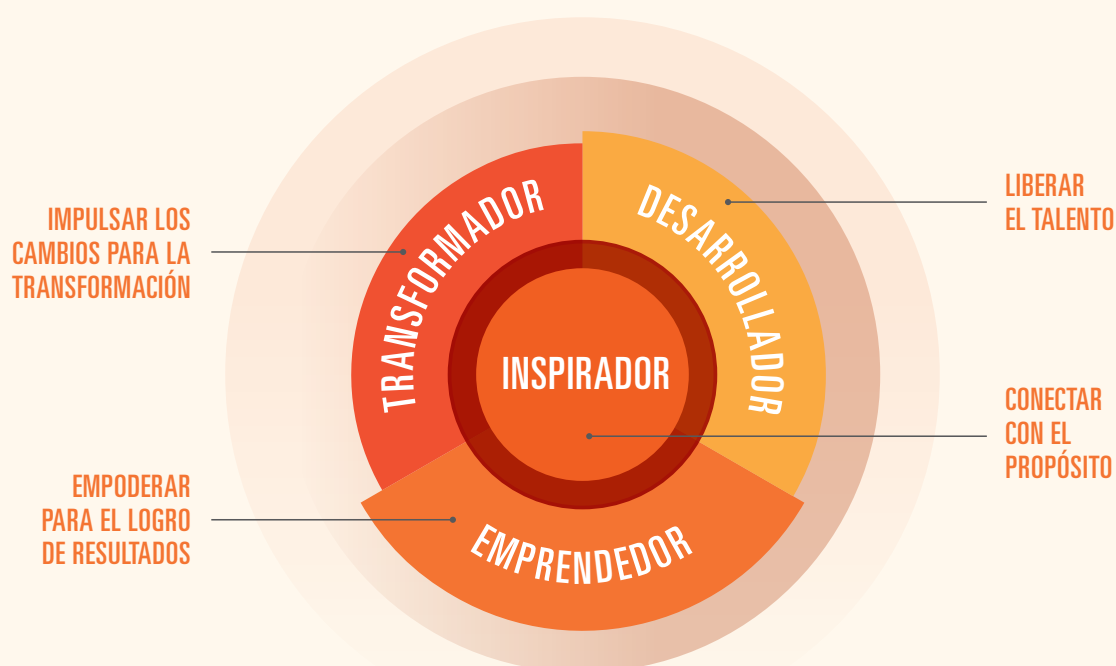 TRANSFORMADOR
DESARROLLADOR
LIBERAR
EL TALENTO
IMPULSAR LOS
CAMBIOS PARA LA
TRANSFORMACIÓN
INSPIRADOR
CONECTAR
CON EL
PROPÓSITO
EMPODERAR
PARA EL LOGRO
DE RESULTADOS
EMPRENDEDOR